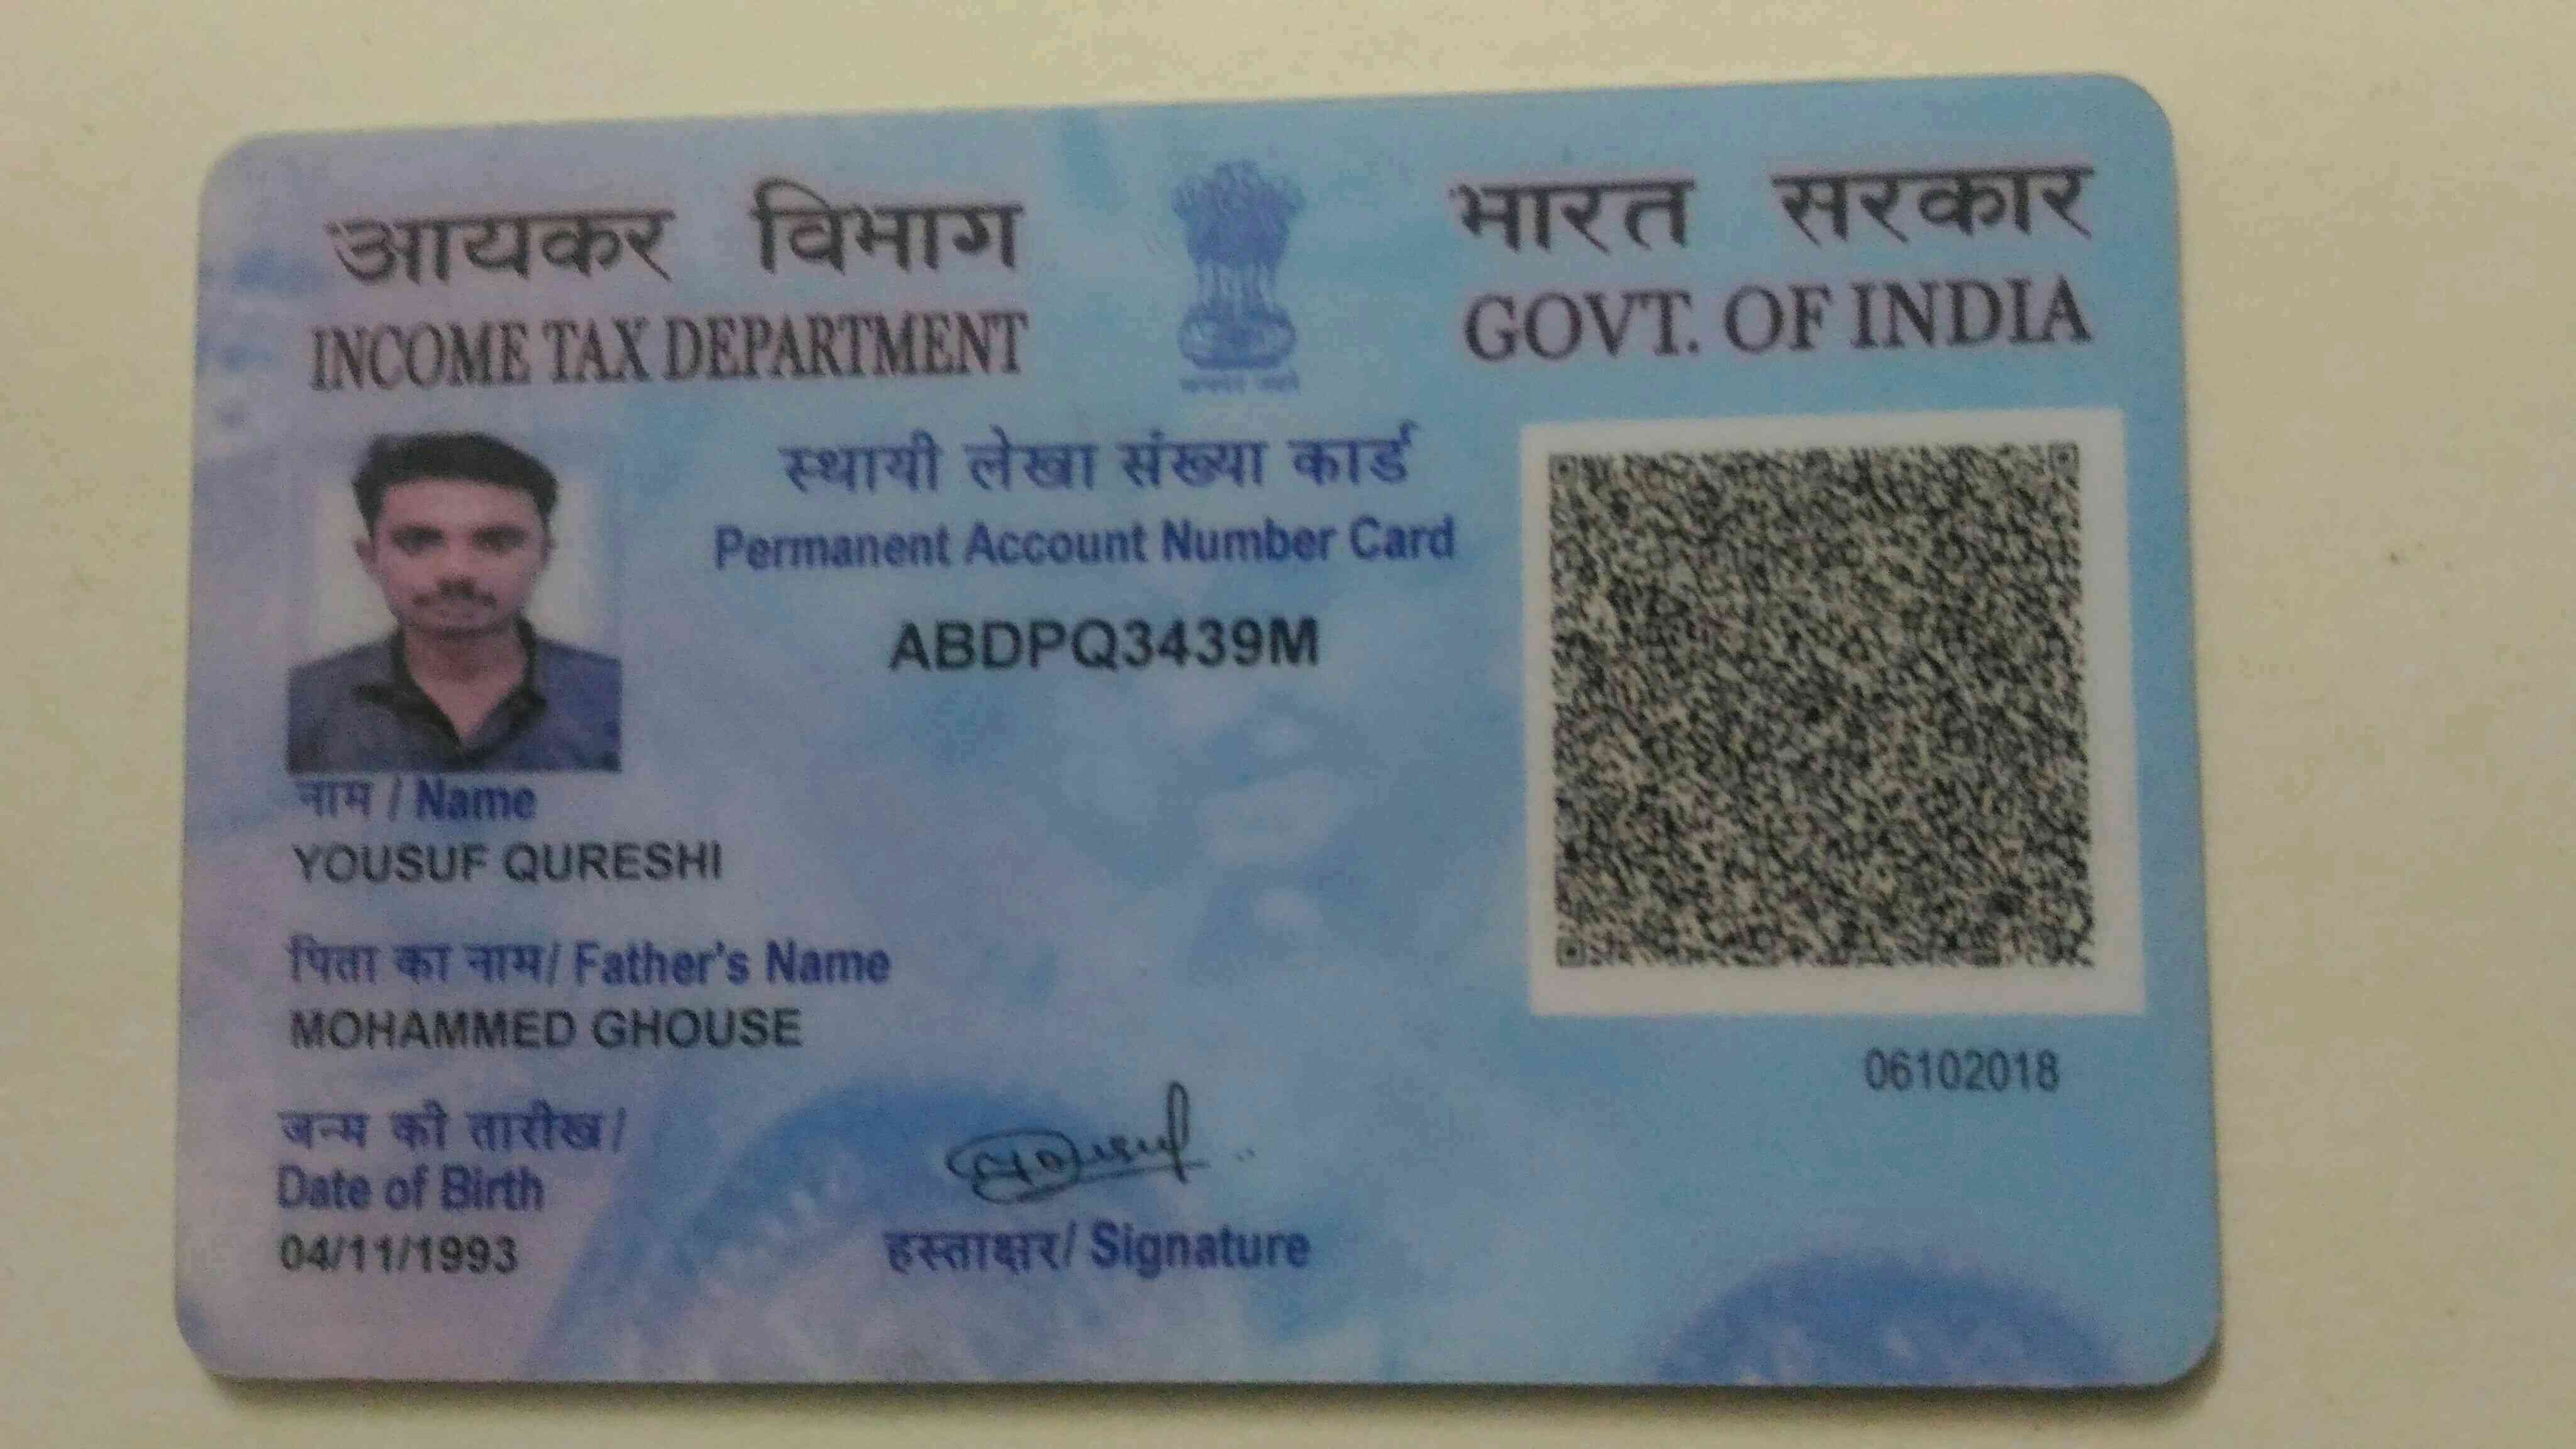 आयकर विभाग
INCOME TAX DEPARTMENT
भारत सरकार
GOVT. OF INDIA
स्थायी लेखा संख्या कार्ड
Permanent Account Number Card
ABDPQ3439M
नाम / Name
YOUSUF QURESHI
पिता का नाम/ Father's Name
MOHAMMED GHOUSE
जन्म की तारीख/
Date of Birth
04/11/1993
हस्ताक्षर/ Signature
06102018